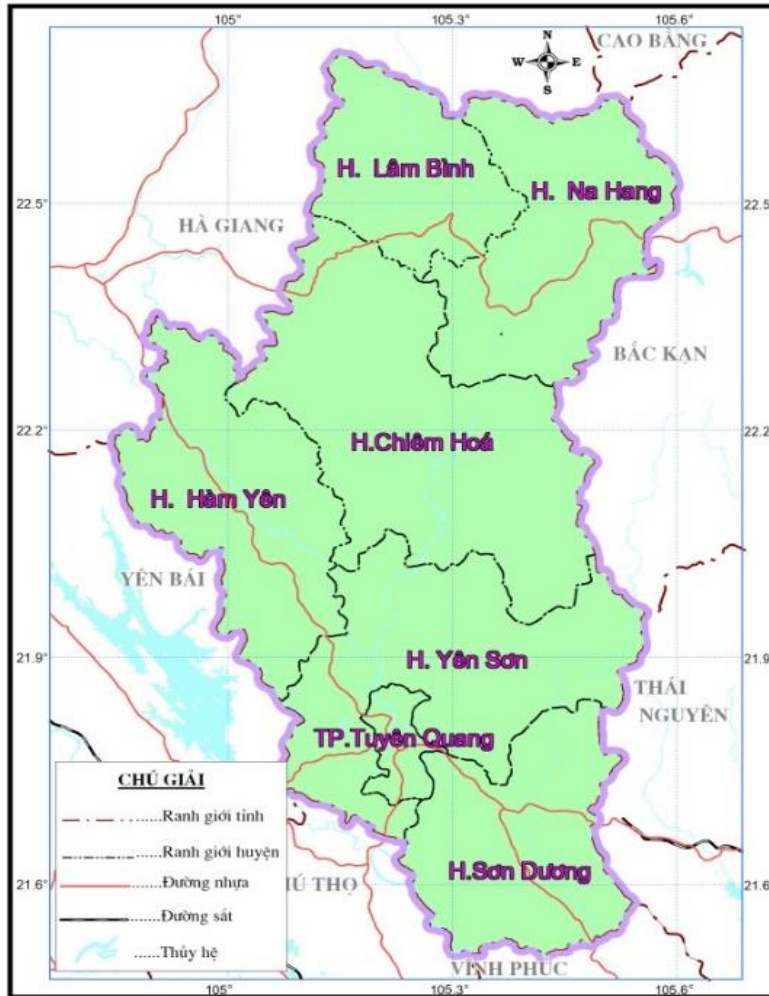 105° 105.3° 105.6°
CAO BẰNG
N
W E
S
H. Lâm Bình
H. Na Hang
22.5° 22.5°
HÀ GIANG
BẮC KẠN
22.2° 22.2°
H.Chiêm Hoá
H. Hàm Yên
YÊN BÁI
21.9° 21.9°
H. Yên Sơn
THÁI
NGUYÊN
TP.Tuyên Quang
CHÚ GIẢI
Ranh giới tỉnh
Ranh giới huyện
Đường nhựa
Đường sắt
Thủy hệ
HÚ THỌ
H.Sơn Dương
21.6° 21.6
VĨNH PHÚC
105° 105.3° 105.6°